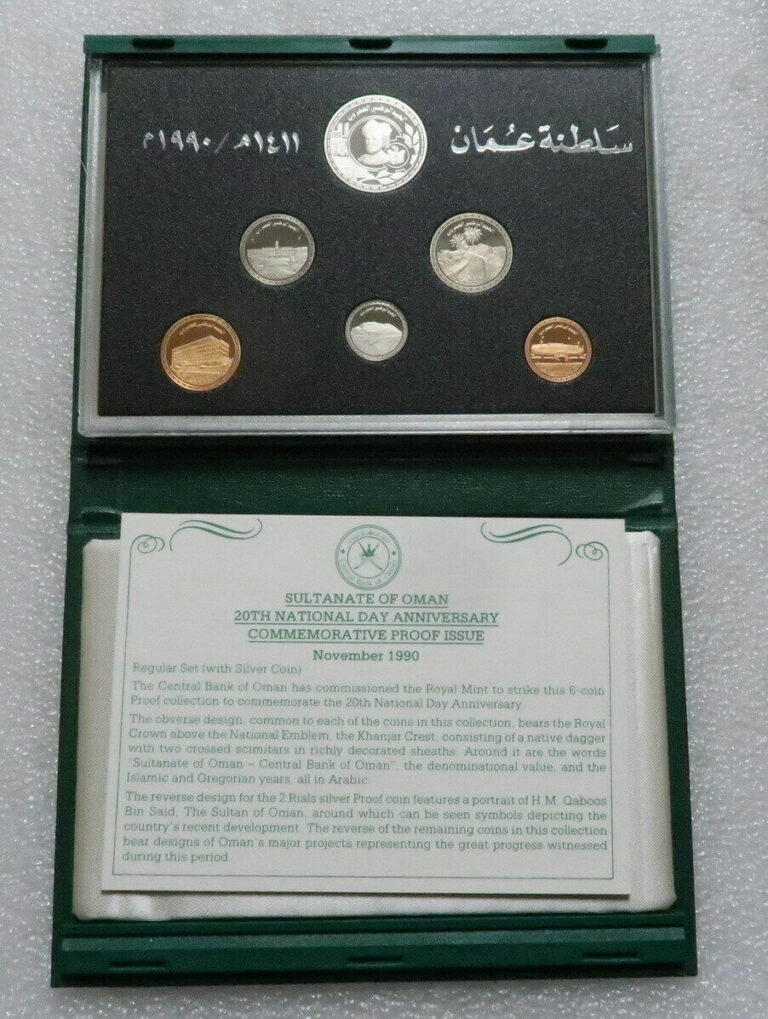 سلطنة عُمَان
١٤١١ﻫ/١٩٩٠م
SULTANATE OF OMAN
20TH NATIONAL DAY ANNIVERSARY
COMMEMORATIVE PROOF ISSUE
November 1990
Regular Set (with Silver Coin)
The Central Bank of Oman has commissioned the Royal Mint to strike this 6-coin
Proof collection to commemorate the 20th National Day Anniversary.
The obverse design, common to each of the coins in this collection, bears the Royal
Crown above the National Emblem, the Khanjar Crest, consisting of a native dagger
with two crossed scimitars in richly decorated sheaths. Around it are the words
"Sultanate of Oman – Central Bank of Oman", the denominational value, and the
Islamic and Gregorian years, all in Arabic.
The reverse design for the 2 Rials silver Proof coin features a portrait of H.M. Qaboos
Bin Said, The Sultan of Oman, around which can be seen symbols depicting the
country's recent development. The reverse of the remaining coins in this collection
bear designs of Oman's major projects representing the great progress witnessed
during this period.